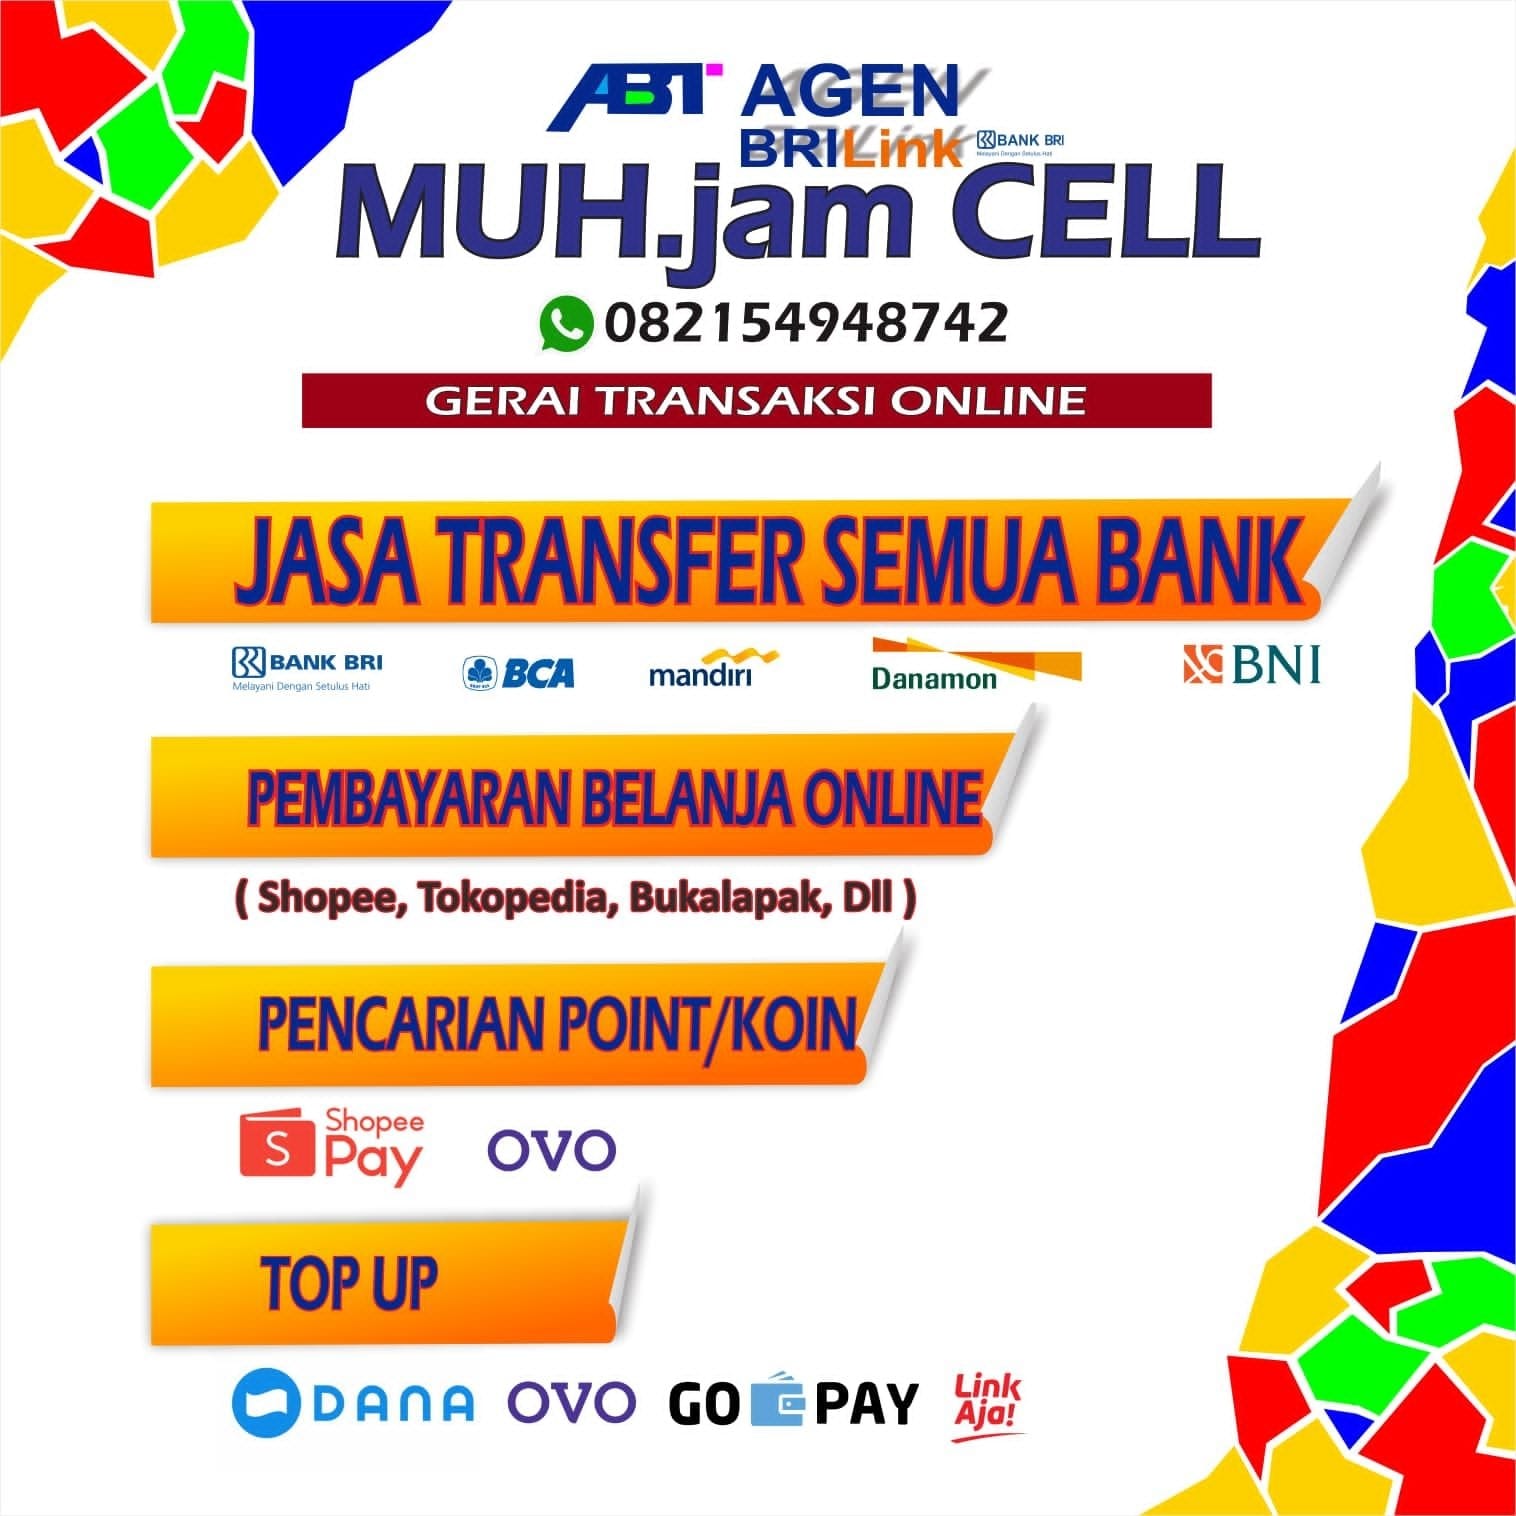 ABT AGEN
BRILink BANK BRI
Melayani Dengan Setulus Hati
MUH.jam CELL
082154948742
GERAI TRANSAKSI ONLINE
JASA TRANSFER SEMUA BANK
BANK BRI
Melayani Dengan Setulus Hati
BCA
mandiri
Danamon
BNI
PEMBAYARAN BELANJA ONLINE
( Shopee, Tokopedia, Bukalapak, Dll )
PENCARIAN POINT/KOIN
S Shopee
Pay
OVO
TOP UP
DANA OVO GO PAY Link
Aja!